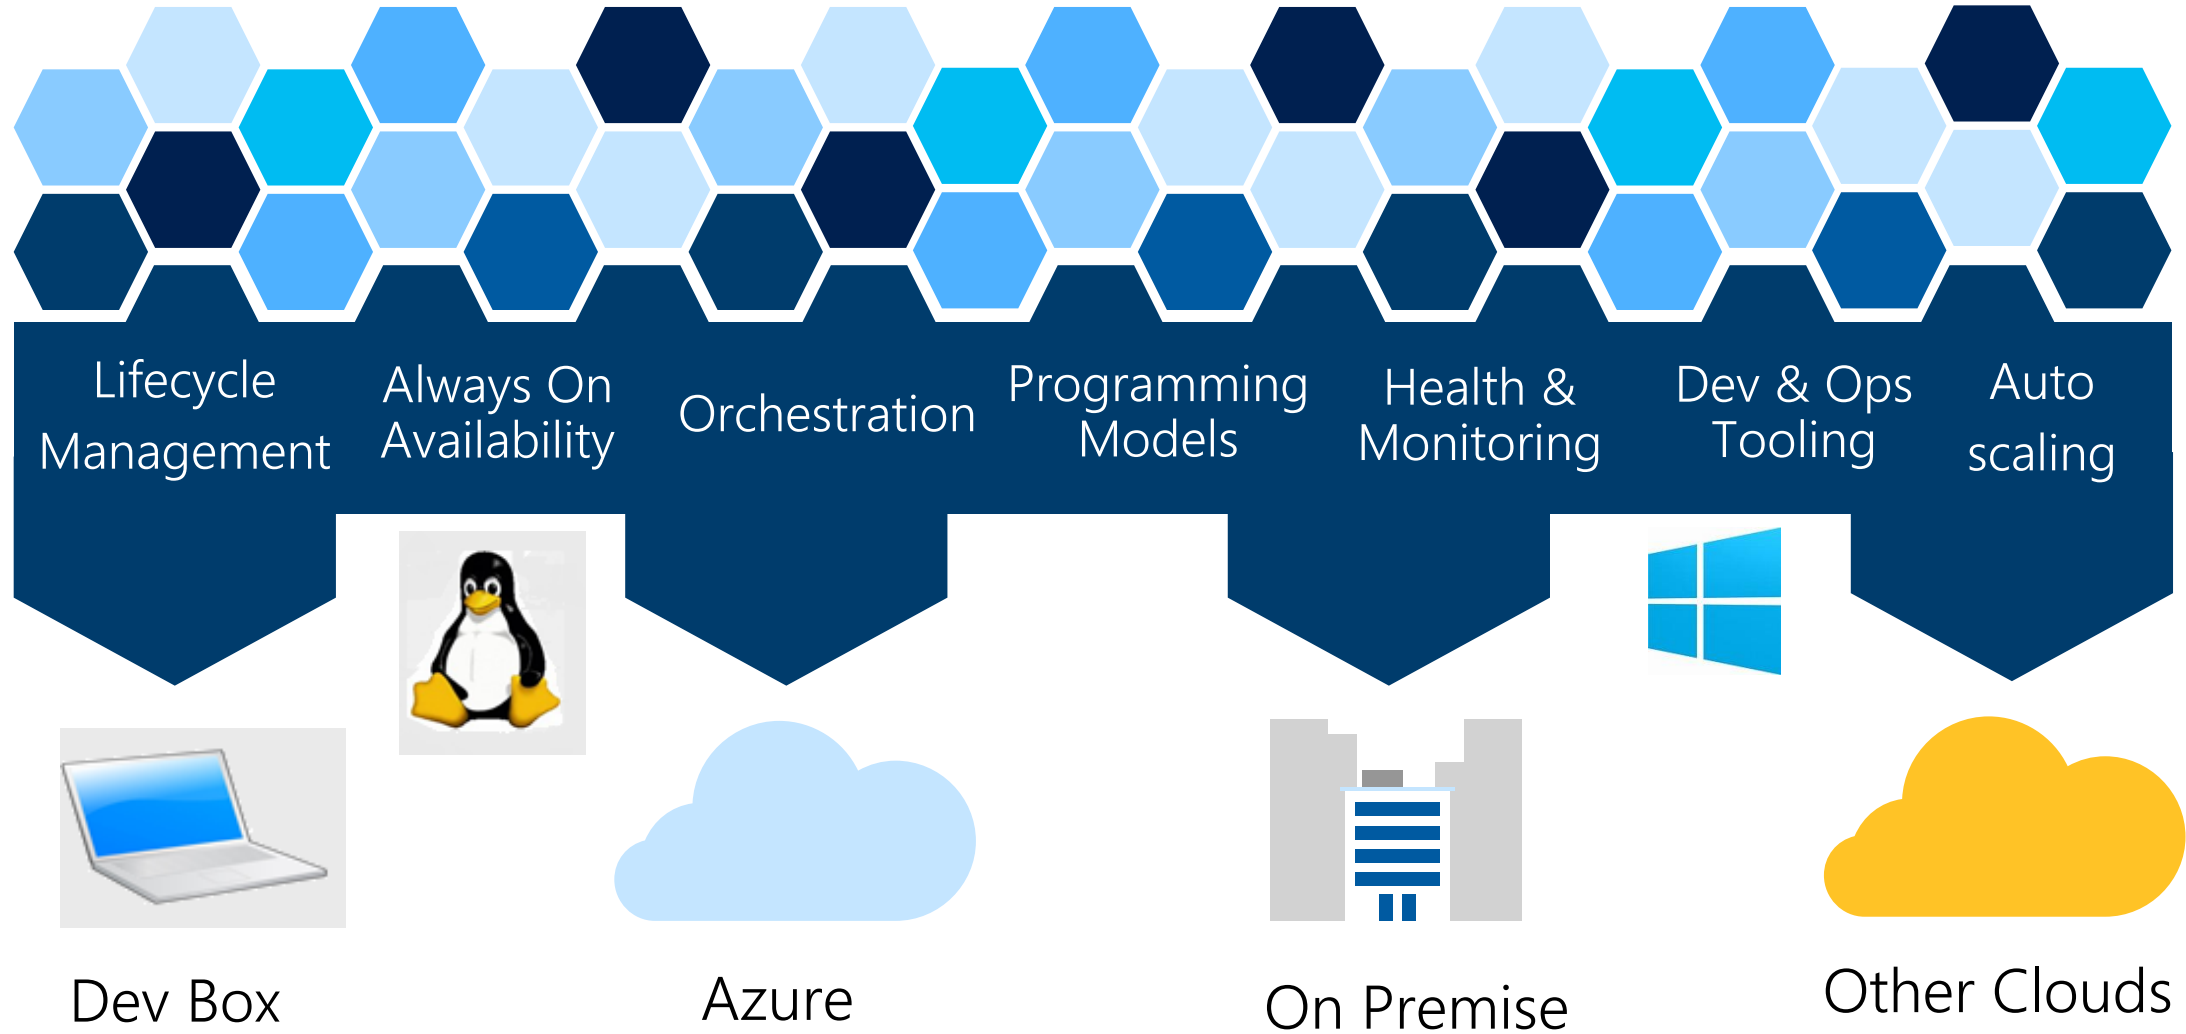 Lifecycle
Management
Always On
Availability
Orchestration
Programming
Models
Health &
Monitoring
Dev & Ops
Tooling
Auto
scaling
Dev Box
Azure
On Premise
Other Clouds